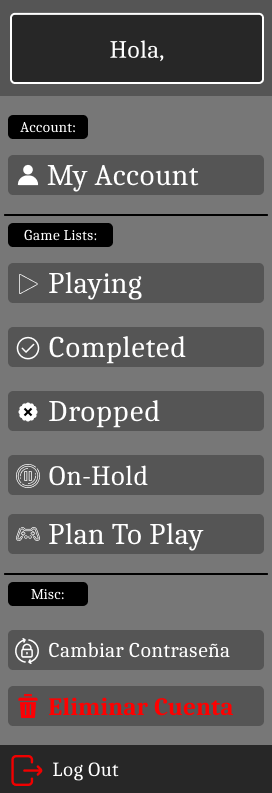 Hola,
Account:
My Account
Game Lists:
Playing
Completed
Dropped
On-Hold
Plan To Play
Misc:
Cambiar Contraseña
Eliminar Cuenta
Log Out